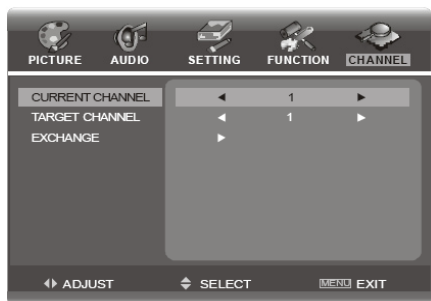 PICTURE AUDIO SETTING FUNCTION CHANNEL
CURRENT CHANNEL ◄ 1 ►
TARGET CHANNEL ◄ 1 ►
EXCHANGE ►
ADJUST SELECT MENU EXIT